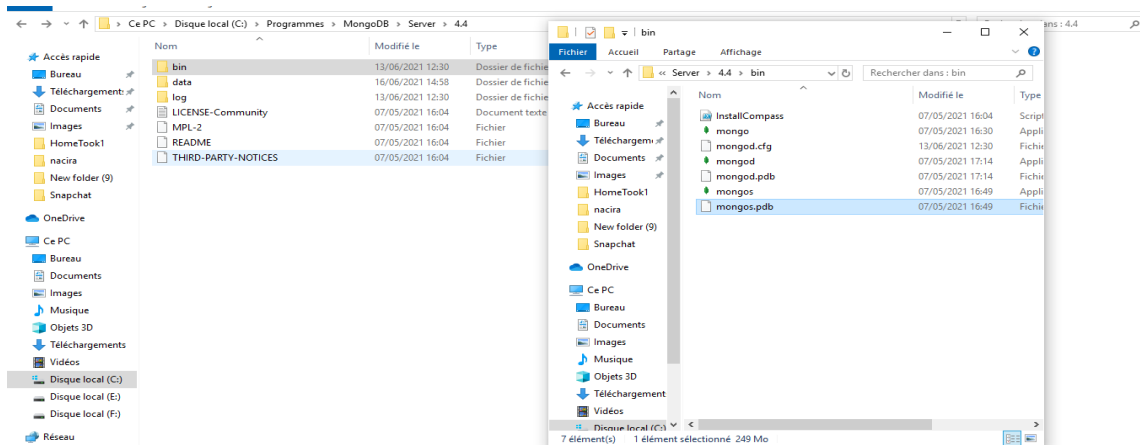 Ce PC > Disque local (C:) > Programmes > MongoDB > Server > 4.4
Nom Modifié le Type
Accès rapide
Bureau
Téléchargements
Documents
Images
HomeTook1
nacira
New folder (9)
Snapchat
OneDrive
Ce PC
Bureau
Documents
Images
Musique
Objets 3D
Téléchargements
Vidéos
Disque local (C:)
Disque local (E:)
Disque local (F:)
Réseau
bin 13/06/2021 12:30 Dossier de fichie
data 16/06/2021 14:58 Dossier de fichie
log 13/06/2021 12:30 Dossier de fichie
LICENSE-Community 07/05/2021 16:04 Document texte
MPL-2 07/05/2021 16:04 Fichier
README 07/05/2021 16:04 Fichier
THIRD-PARTY-NOTICES 07/05/2021 16:04 Fichier
bin
Fichier Accueil Partage Affichage
« Server > 4.4 > bin Rechercher dans : bin
ans : 4.4
Nom Modifié le Type
Accès rapide
Bureau
Téléchargeme
Documents
Images
HomeTook1
nacira
New folder (9)
Snapchat
OneDrive
Ce PC
Bureau
Documents
Images
Musique
Objets 3D
Téléchargement
Vidéos
Disque local (C:)
InstallCompass 07/05/2021 16:04 Script
mongo 07/05/2021 16:30 Appli
mongod.cfg 13/06/2021 12:30 Fichie
mongod 07/05/2021 17:14 Appli
mongod.pdb 07/05/2021 17:14 Fichie
mongos 07/05/2021 16:49 Appli
mongos.pdb 07/05/2021 16:49 Fichie
7 élément(s) 1 élément sélectionné 249 Mo